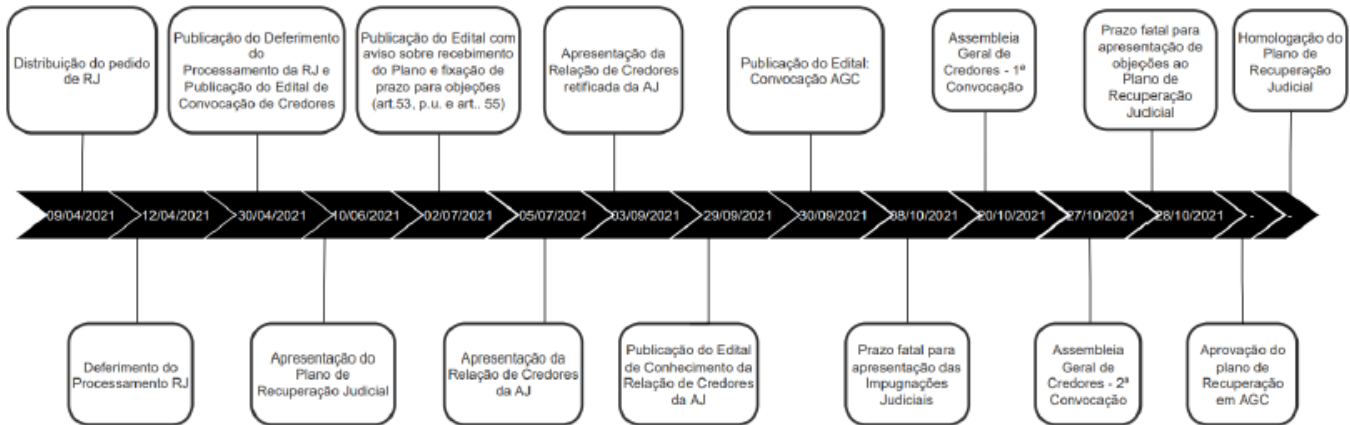 Distribuição do pedido
de RJ
Publicação do Deferimento
do
Processamento da RJ e
Publicação do Edital de
Convocação de Credores
Publicação do Edital com
aviso sobre recebimento
do Plano e fixação de
prazo para objeções
(art.53, p.u. e art.. 55)
Apresentação da
Relação de Credores
retificada da AJ
Publicação do Edital:
Convocação AGC
Assembleia
Geral de
Credores - 1ª
Convocação
Prazo fatal para
apresentação de
objeções ao
Plano de
Recuperação
Judicial
Homologação do
Plano de
Recuperação
Judicial
09/04/2021
12/04/2021
30/04/2021
10/06/2021
02/07/2021
05/07/2021
03/09/2021
29/09/2021
30/09/2021
08/10/2021
20/10/2021
27/10/2021
28/10/2021
-
-
Deferimento do
Processamento RJ
Apresentação do
Plano de
Recuperação Judicial
Apresentação da
Relação de Credores
da AJ
Publicação do Edital
de Conhecimento da
Relação de Credores
da AJ
Prazo fatal para
apresentação das
Impugnações
Judiciais
Assembleia
Geral de
Credores - 2ª
Convocação
Aprovação do
plano de
Recuperação
em AGC